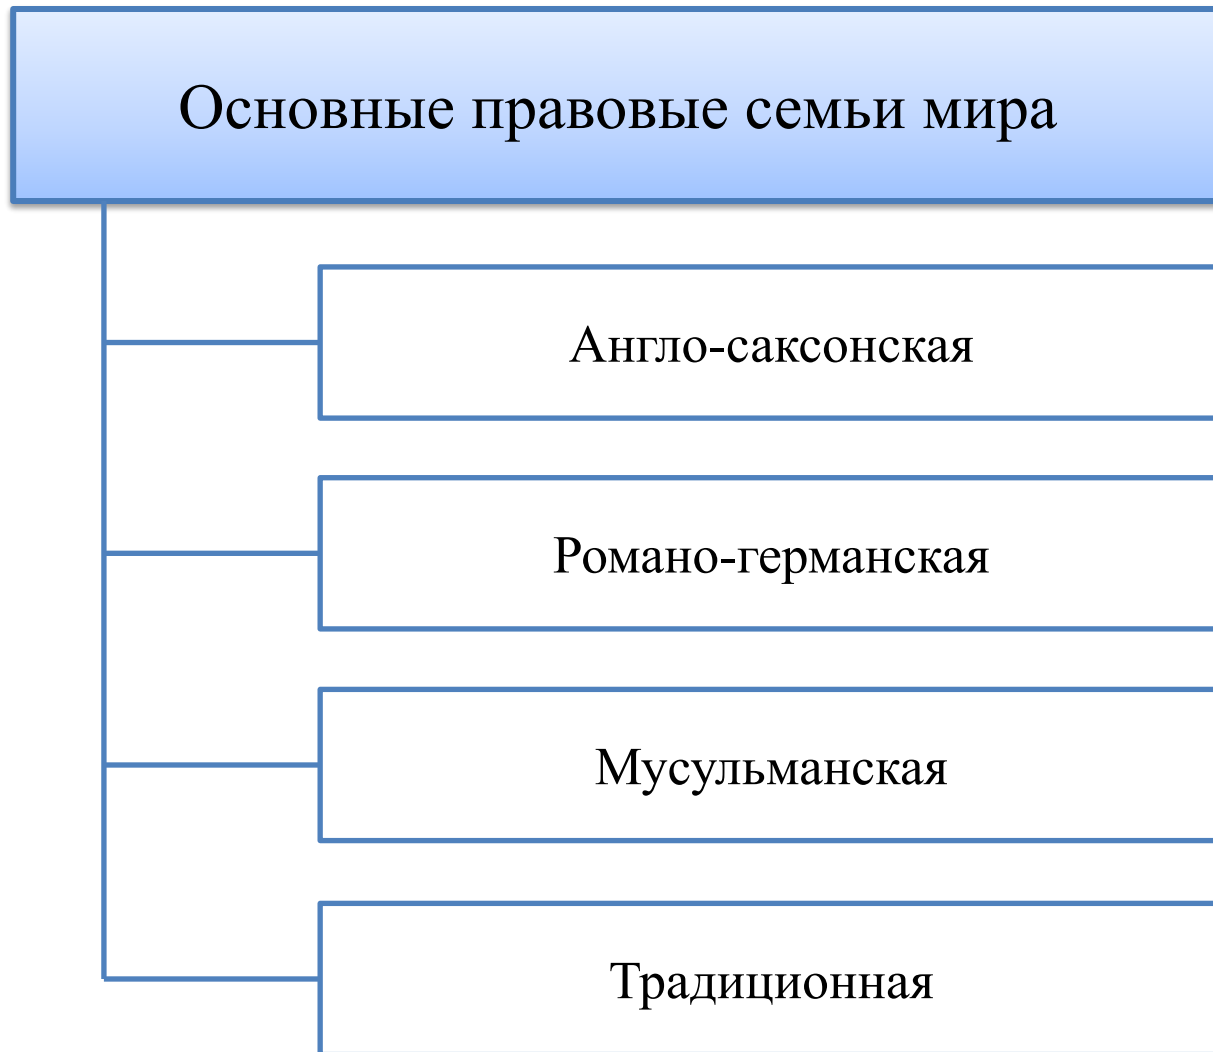 Основные правовые семьи мира
Англо-саксонская
Романо-германская
Мусульманская
Традиционная